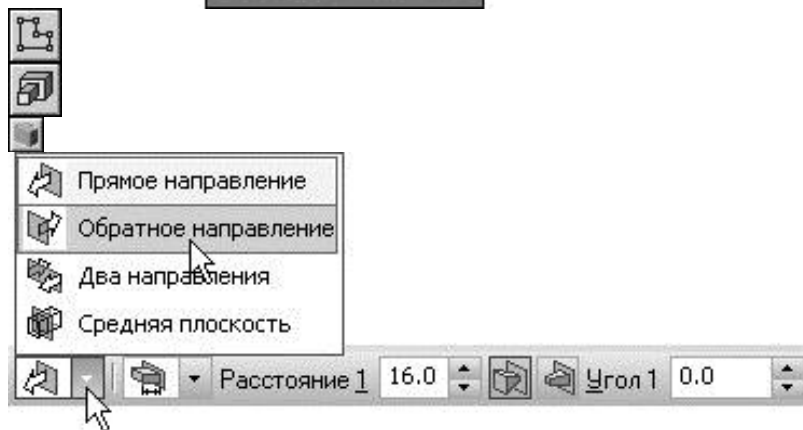 Прямое направление
Обратное направление
Два направления
Средняя плоскость
Расстояние 1 16.0 Угол 1 0.0